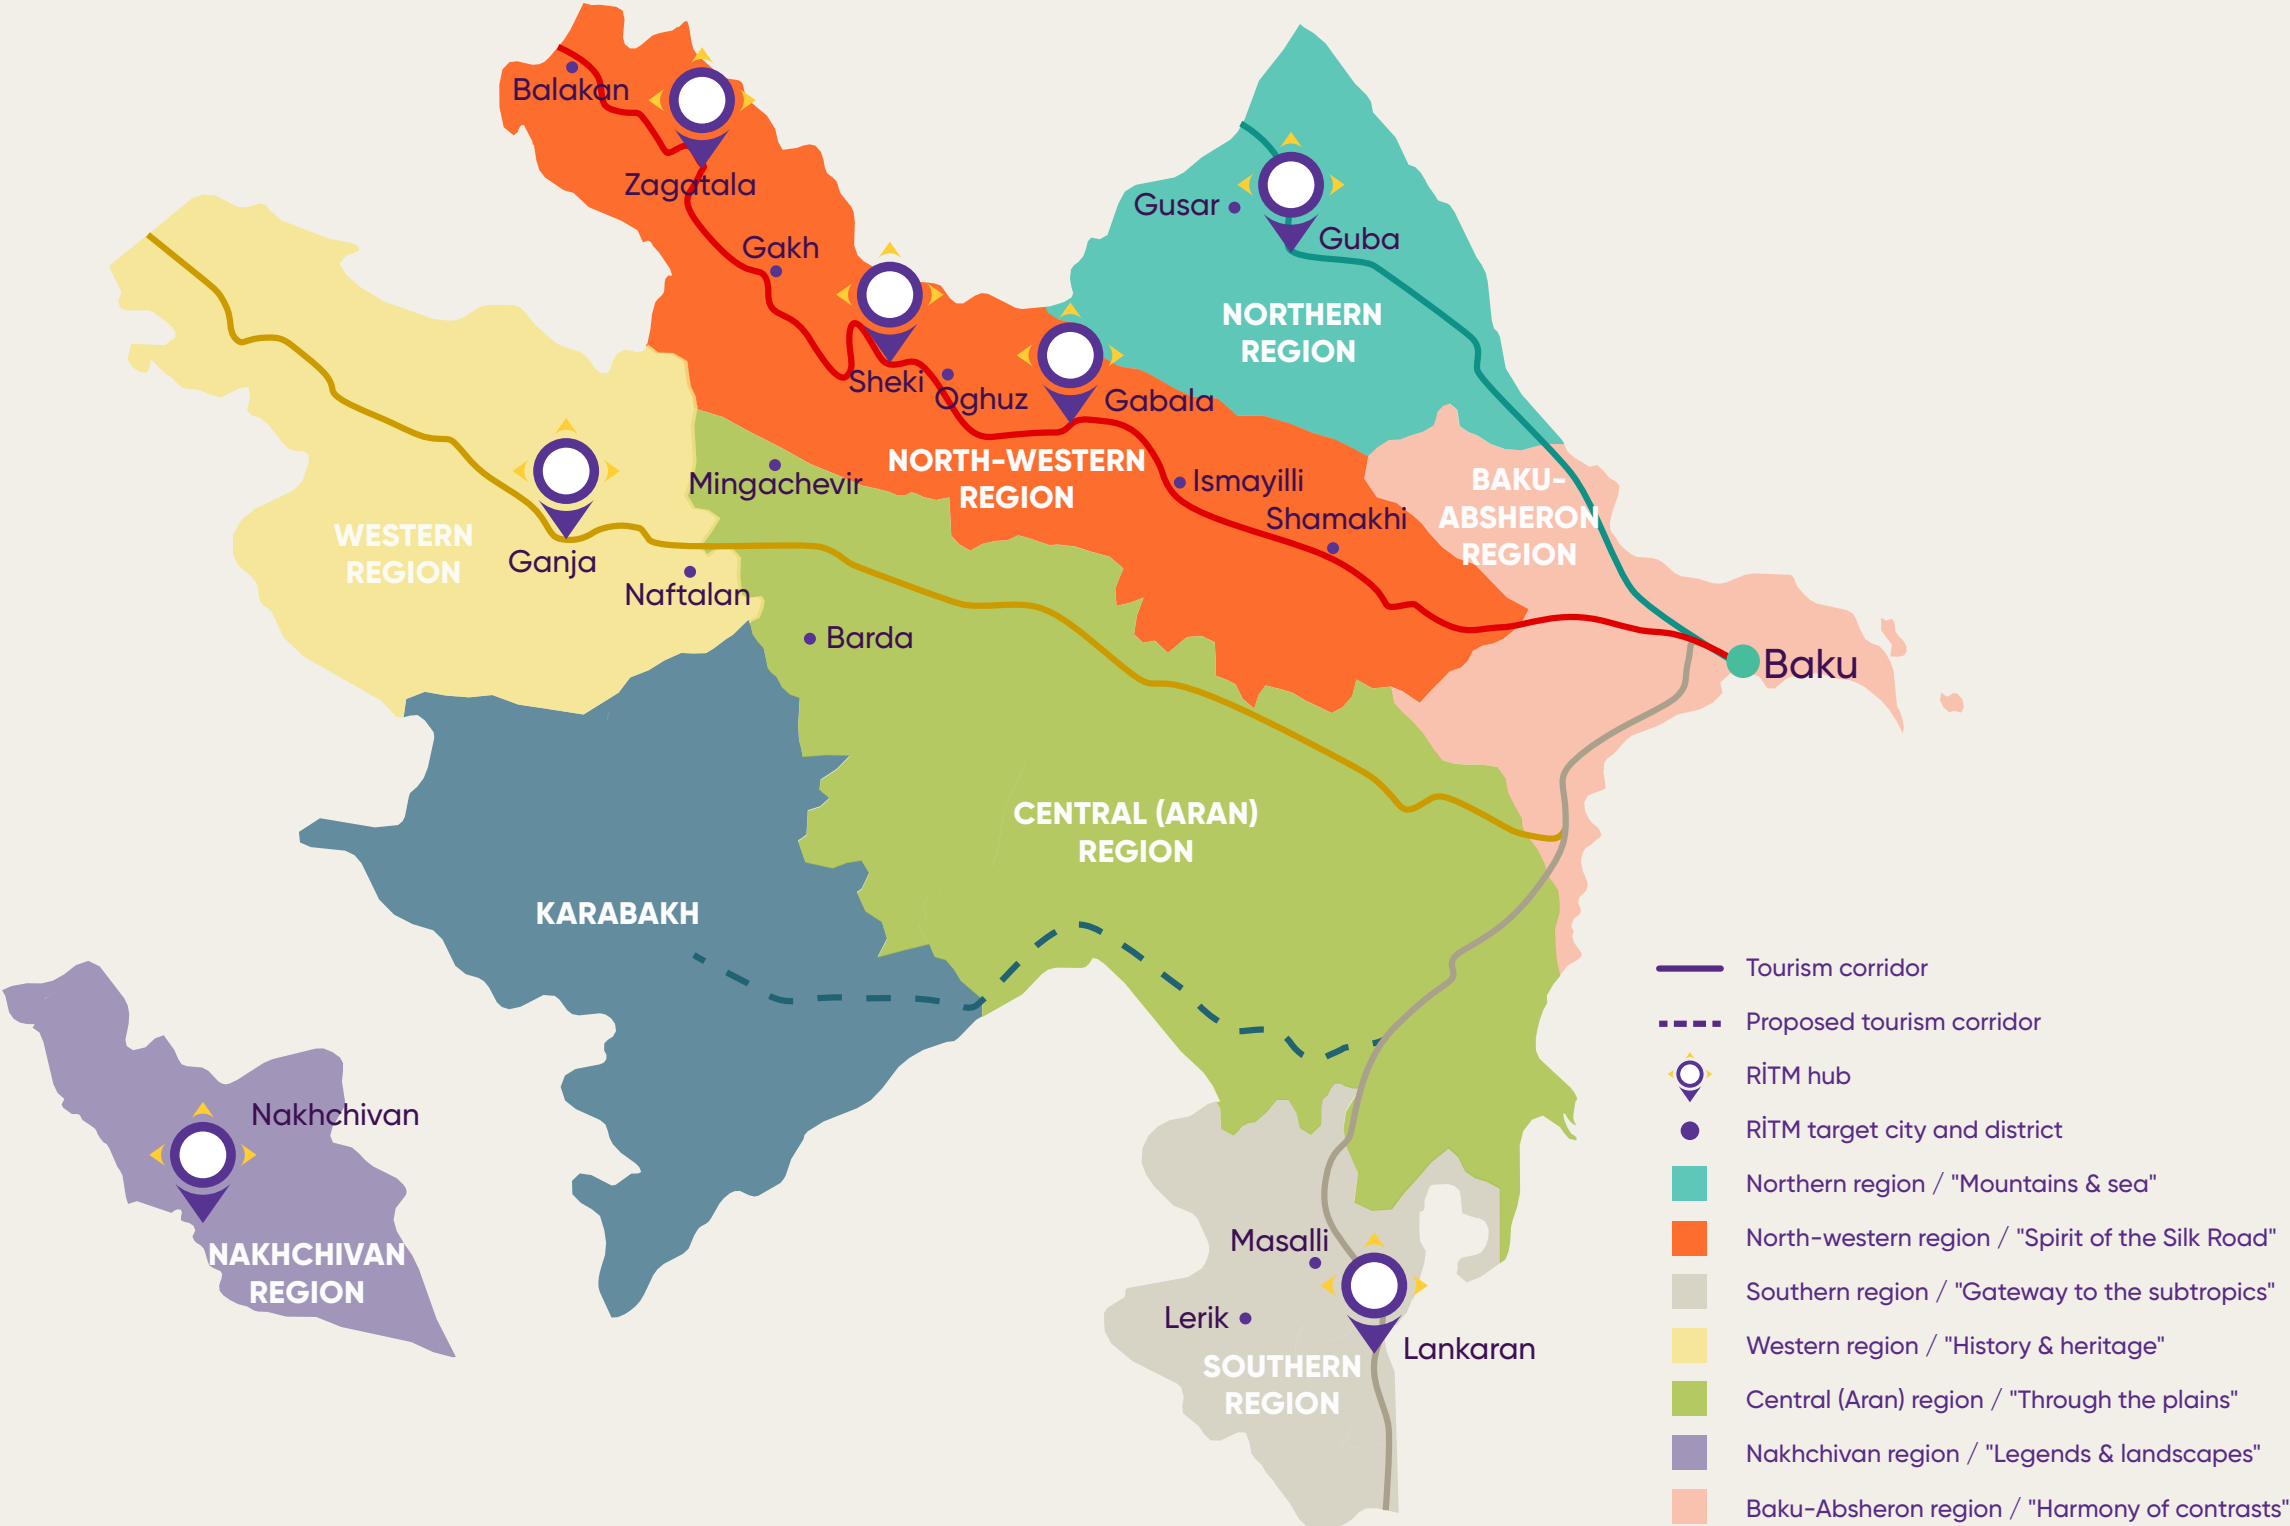 Balakan
Zagatala
Gakh
Gusar
Guba
NORTHERN
REGION
Sheki
Oghuz
Gabala
Mingachevir
NORTH-WESTERN
REGION
Ismayilli
Shamakhi
BAKU-
ABSHERON
REGION
WESTERN
REGION
Ganja
Naftalan
Barda
Baku
CENTRAL (ARAN)
REGION
KARABAKH
Nakhchivan
NAKHCHIVAN
REGION
Masalli
Lerik
Lankaran
SOUTHERN
REGION
Tourism corridor
Proposed tourism corridor
RİTM hub
RİTM target city and district
Northern region / "Mountains & sea"
North-western region / "Spirit of the Silk Road"
Southern region / "Gateway to the subtropics"
Western region / "History & heritage"
Central (Aran) region / "Through the plains"
Nakhchivan region / "Legends & landscapes"
Baku-Absheron region / "Harmony of contrasts"